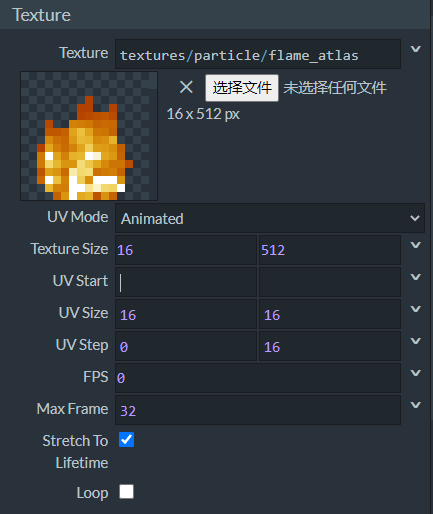 Texture
Texture textures/particle/flame_atlas
选择文件 未选择任何文件
16 x 512 px
UV Mode Animated
Texture Size 16 512
UV Start
UV Size 16 16
UV Step 0 16
FPS 0
Max Frame 32
Stretch To
Lifetime
Loop